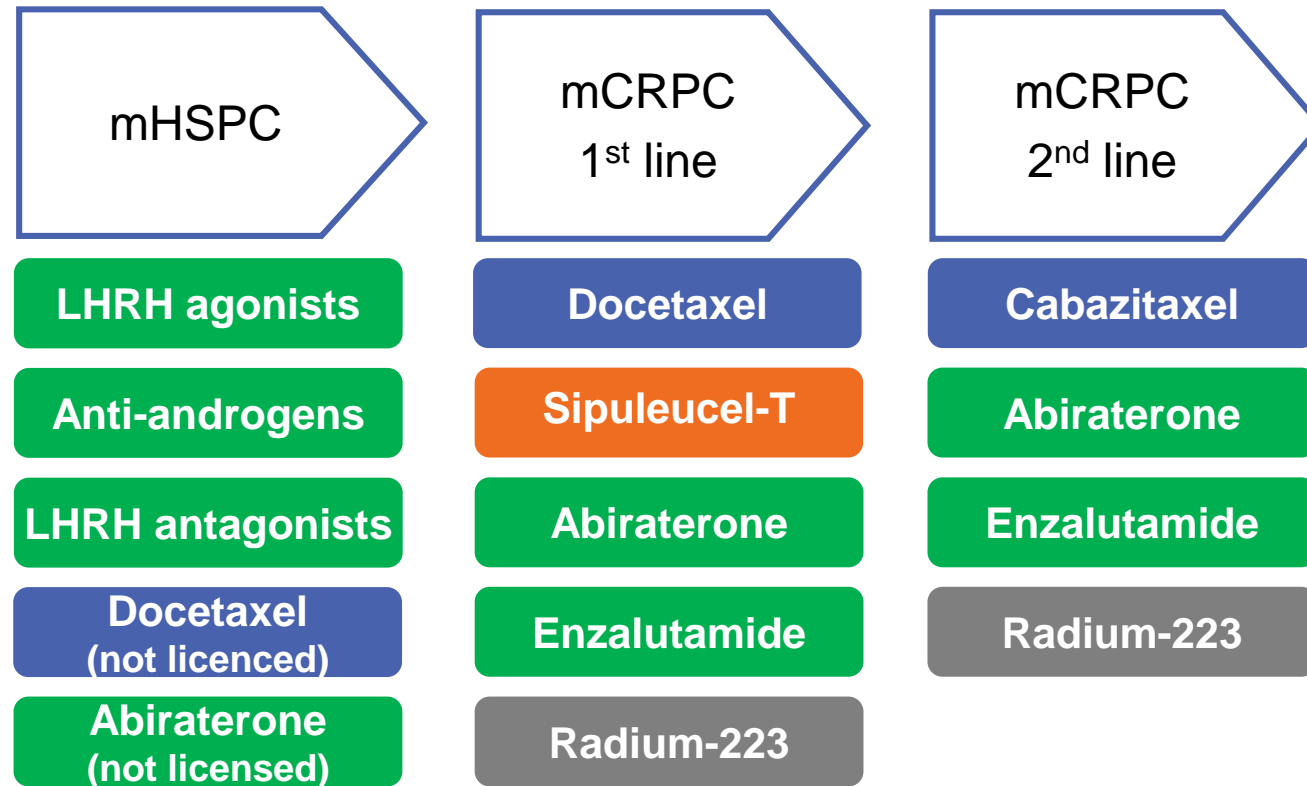 mHSPC
mCRPC
1st line
mCRPC
2nd line
LHRH agonists
Anti-androgens
LHRH antagonists
Docetaxel
(not licenced)
Abiraterone
(not licensed)
Docetaxel
Sipuleucel-T
Abiraterone
Enzalutamide
Radium-223
Cabazitaxel
Abiraterone
Enzalutamide
Radium-223